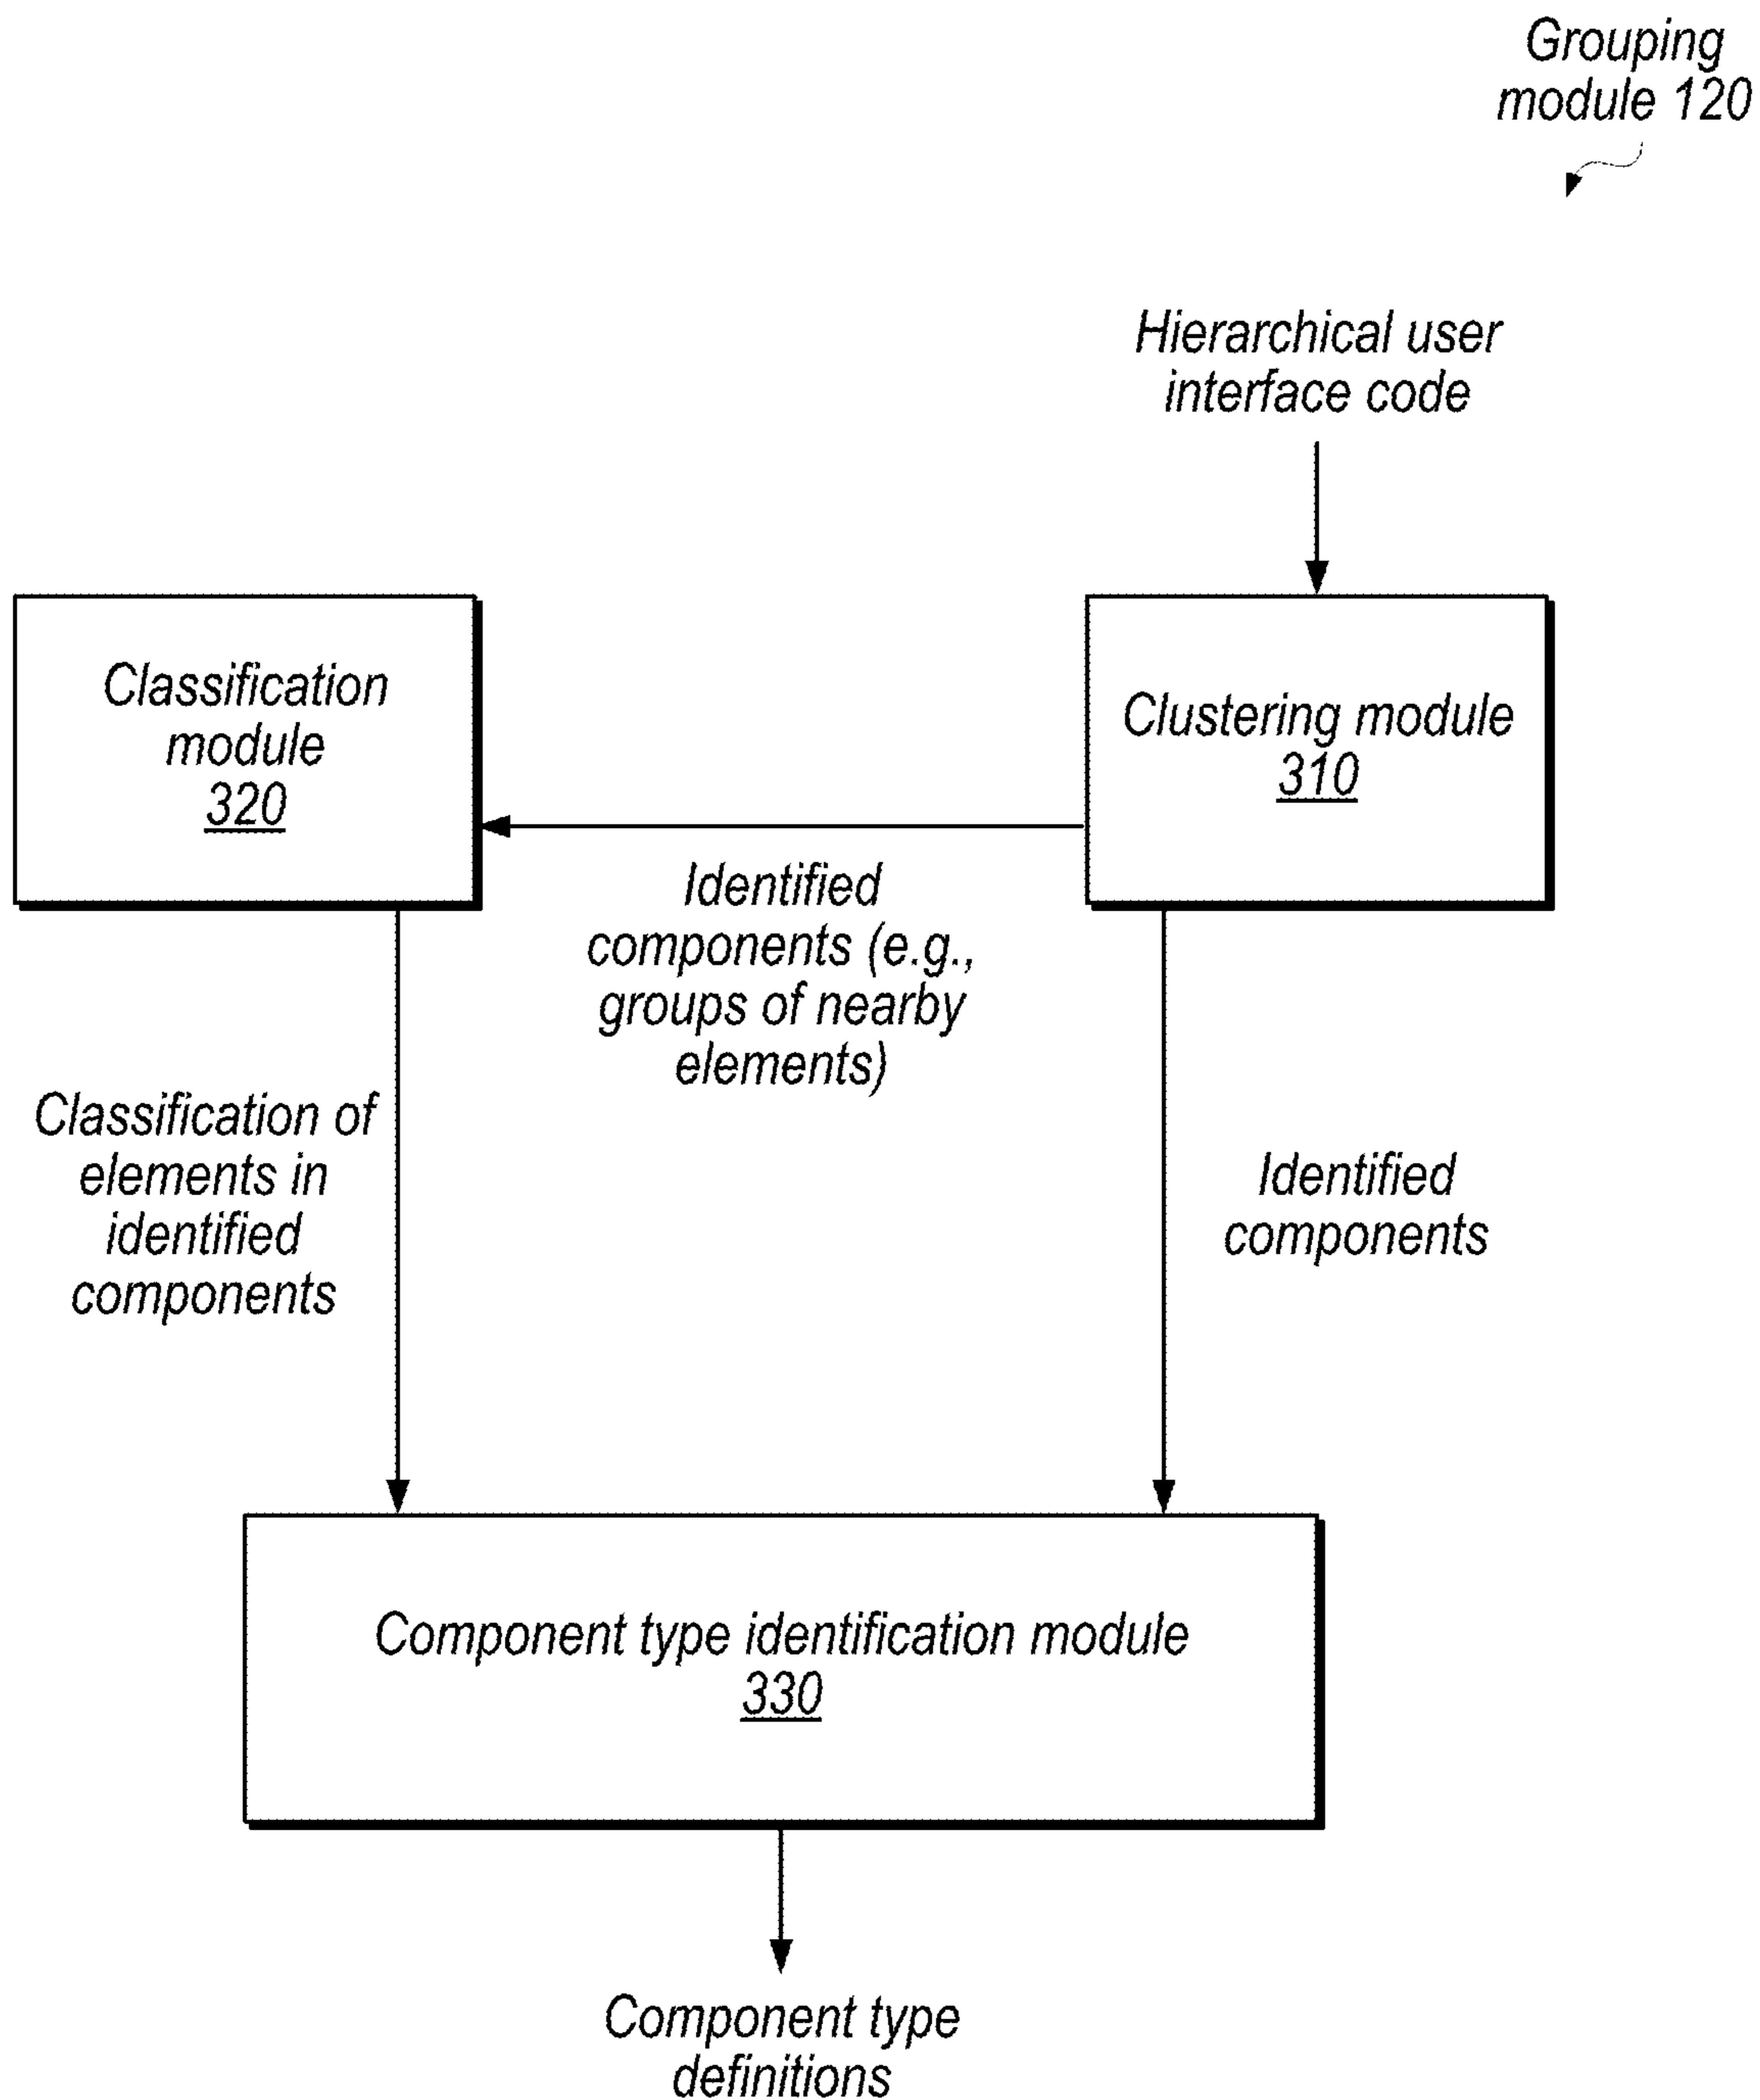 Grouping
module 120
Hierarchical user
interface code
Classification
module
320
Clustering module
310
Identified
components (e.g.,
groups of nearby
elements)
Classification of
elements in
identified
components
Identified
components
Component type identification module
330
Component type
definitions